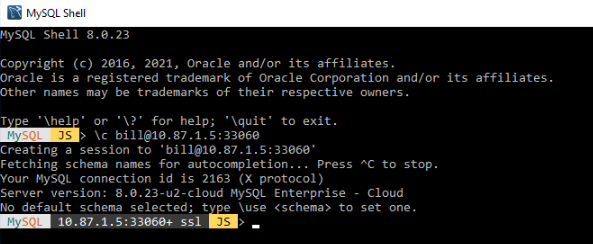 MySQL Shell
MySQL Shell 8.0.23
Copyright (c) 2016, 2021, Oracle and/or its affiliates.
Oracle is a registered trademark of Oracle Corporation and/or its affiliates.
Other names may be trademarks of their respective owners.
Type '\help' or '\?' for help; '\quit' to exit.
MySQL JS > \c bill@10.87.1.5:33060
Creating a session to 'bill@10.87.1.5:33060'
Fetching schema names for autocompletion... Press ^C to stop.
Your MySQL connection id is 2163 (X protocol)
Server version: 8.0.23-u2-cloud MySQL Enterprise - Cloud
No default schema selected; type \use <schema> to set one.
MySQL 10.87.1.5:33060+ ssl JS > _